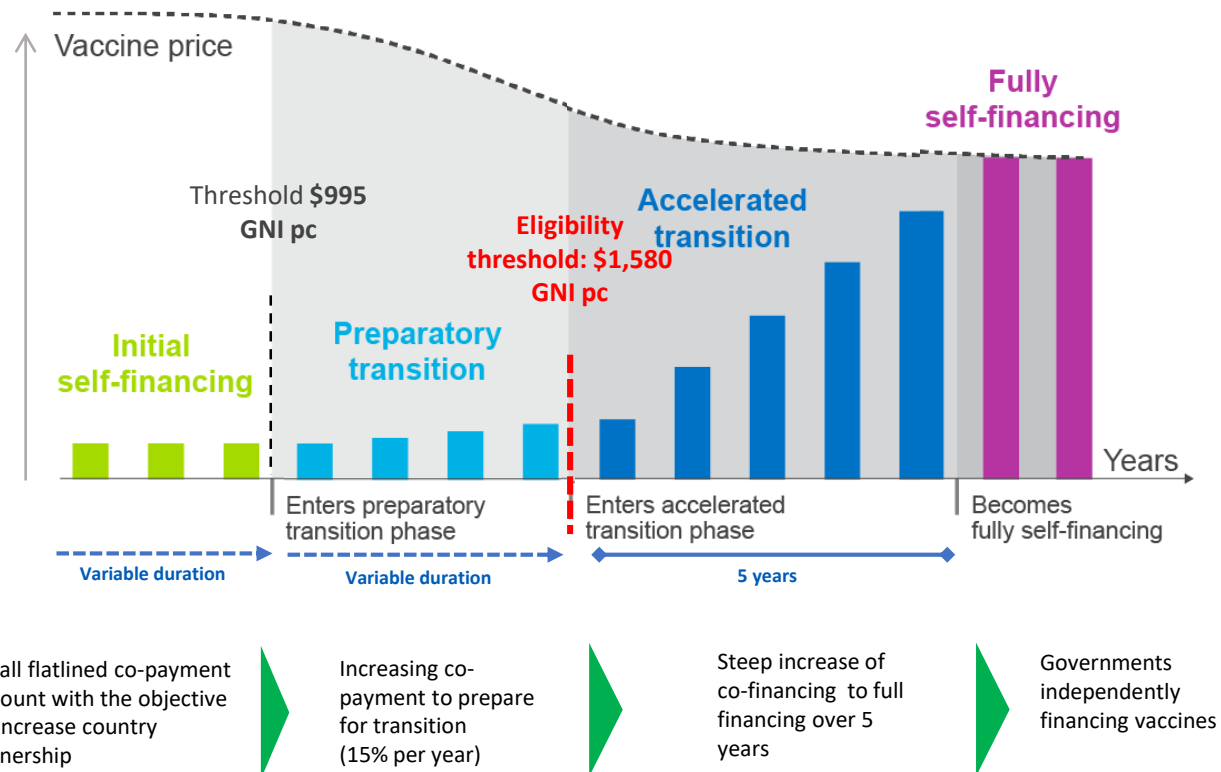 Vaccine price
Fully
self-financing
Threshold $995
GNI pc
Accelerated
transition
Eligibility
threshold: $1,580
GNI pc
Initial
self-financing
Preparatory
transition
Years
Enters preparatory
transition phase
Enters accelerated
transition phase
Becomes
fully self-financing
Variable duration
Variable duration
5 years
all flatlined co-payment
ount with the objective
increase country
nership
Increasing co-
payment to prepare
for transition
(15% per year)
Steep increase of
co-financing to full
financing over 5
years
Governments
independently
financing vaccines